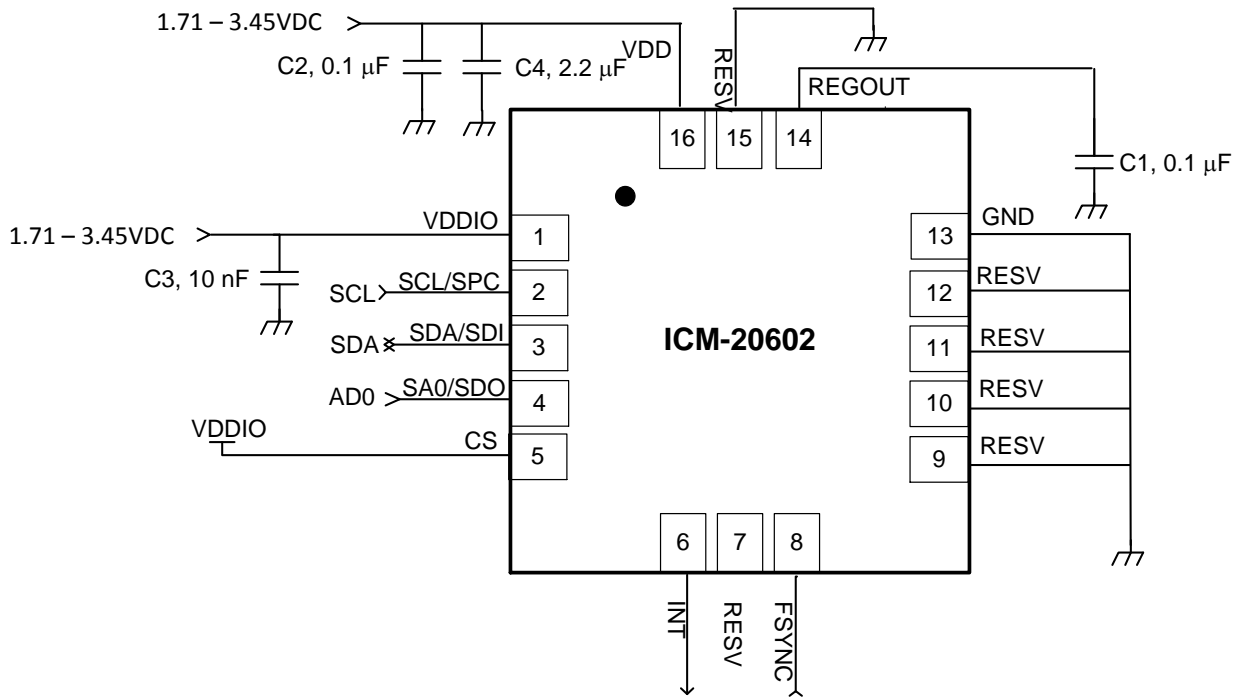 1.71 – 3.45VDC
C2, 0.1 μF
C4, 2.2 μF
VDD
RESV
REGOUT
16
15
14
C1, 0.1 μF
1.71 – 3.45VDC
VDDIO
1
C3, 10 nF
SCL
SCL/SPC
2
SDA
SDA/SDI
3
AD0
SA0/SDO
4
VDDIO
CS
5
ICM-20602
13
GND
12
RESV
11
RESV
10
RESV
9
RESV
6
7
8
INT
RESV
FSYNC